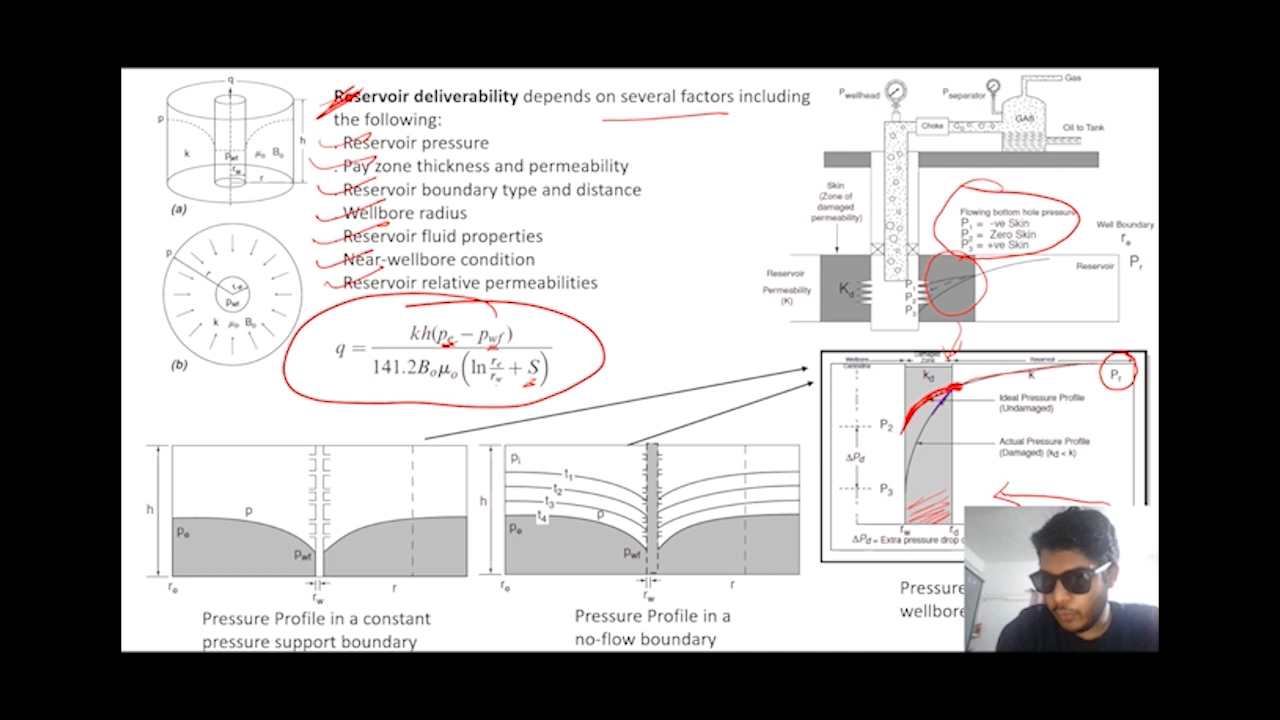 q
P
h
k
Pwf
μo Bo
rw
r
(a)
P
r
re
Pwf
k μo Bo
(b)
Reservoir deliverability depends on several factors including
the following:
. Reservoir pressure
. Pay zone thickness and permeability
. Reservoir boundary type and distance
. Wellbore radius
. Reservoir fluid properties
. Near-wellbore condition
. Reservoir relative permeabilities
q = kh(pe − pwf) / 141.2Boμo(ln re/rw + S)
Pwellhead
Pseparator
Gas
GAS
Choke
Oil to Tank
Skin
(Zone of
damaged
permeability)
Flowing bottom hole pressure
P1 = -ve Skin
P2 = Zero Skin
P3 = +ve Skin
Well Boundary
re
Pr
Reservoir
Permeability
(K)
Kd
P1
P2
P3
Reservoir
Wellbore
Centreline
Damaged
Zone
Reservoir
kd
k
Pr
Ideal Pressure Profile
(Undamaged)
P2
Actual Pressure Profile
(Damaged) (kd < k)
ΔPd
P3
rw
rd
ΔPd = Extra pressure drop
h
P
Pe
Pwf
re
rw
r
Pressure Profile in a constant
pressure support boundary
h
Pi
t1
t2
t3
t4
P
Pe
Pwf
re
rw
r
Pressure Profile in a
no-flow boundary
Pressure
wellbore